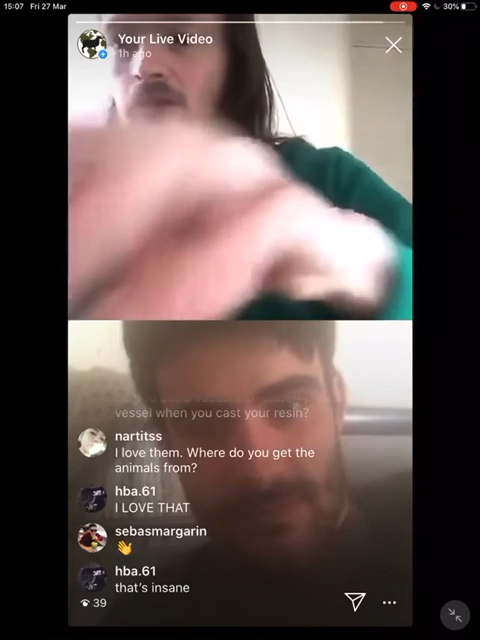 15:07 Fri 27 Mar 30%
Your Live Video
1h ago
vessel when you cast your resin?
nartitss
I love them. Where do you get the
animals from?
hba.61
I LOVE THAT
sebasmargarin
👋
hba.61
that's insane
39